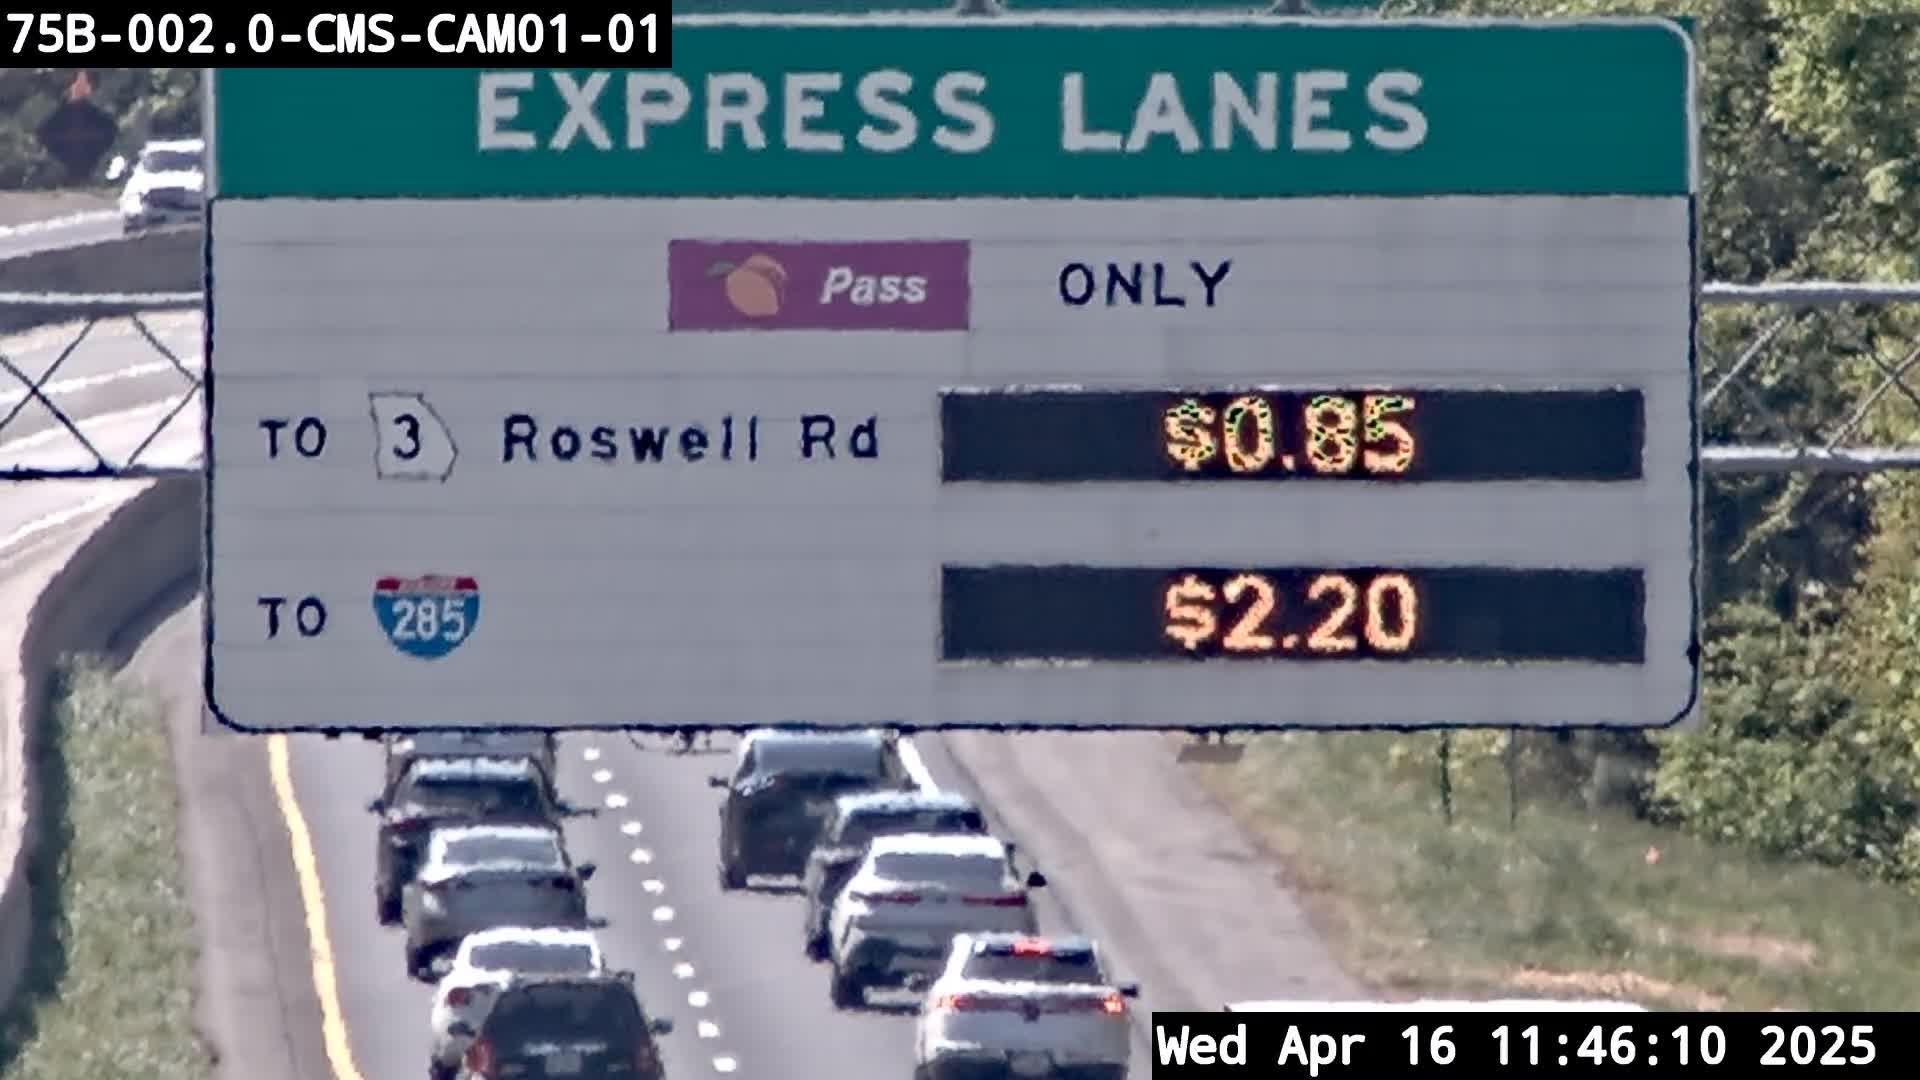 75B-002.0-CMS-CAM01-01
EXPRESS LANES
Pass ONLY
TO 3 Roswell Rd $0.85
TO 285 $2.20
Wed Apr 16 11:46:10 2025